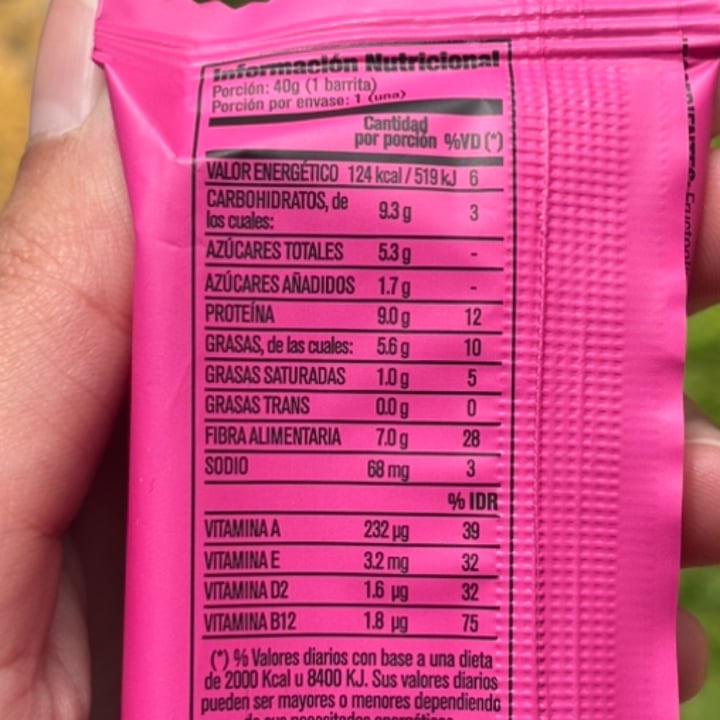 Información Nutricional
Porción: 40g (1 barrita)
Porción por envase: 1 (una)
Cantidad
por porción %VD (*)
VALOR ENERGÉTICO 124 kcal / 519 kJ 6
CARBOHIDRATOS, de
los cuales: 9.3 g 3
AZÚCARES TOTALES 5.3 g -
AZÚCARES AÑADIDOS 1.7 g -
PROTEÍNA 9.0 g 12
GRASAS, de las cuales: 5.6 g 10
GRASAS SATURADAS 1.0 g 5
GRASAS TRANS 0.0 g 0
FIBRA ALIMENTARIA 7.0 g 28
SODIO 68 mg 3
% IDR
VITAMINA A 232 µg 39
VITAMINA E 3.2 mg 32
VITAMINA D2 1.6 µg 32
VITAMINA B12 1.8 µg 75
(*) % Valores diarios con base a una dieta
de 2000 Kcal u 8400 KJ. Sus valores diarios
pueden ser mayores o menores dependiendo